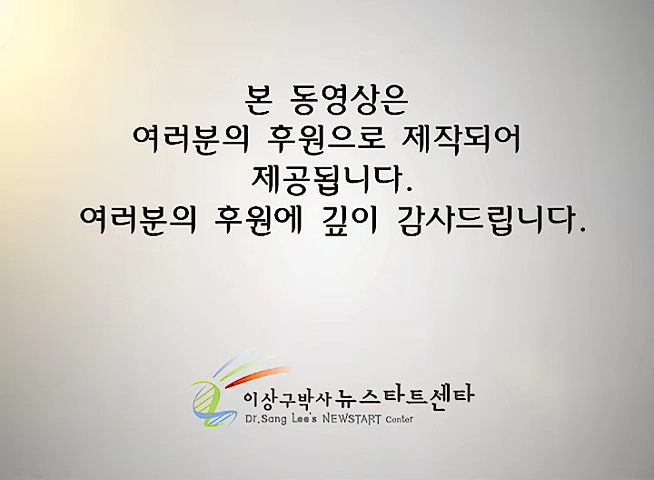 본 동영상은
여러분의 후원으로 제작되어
제공됩니다.
여러분의 후원에 깊이 감사드립니다.
이상구박사 뉴스타트센타
Dr.Sang Lee's NEWSTART Center